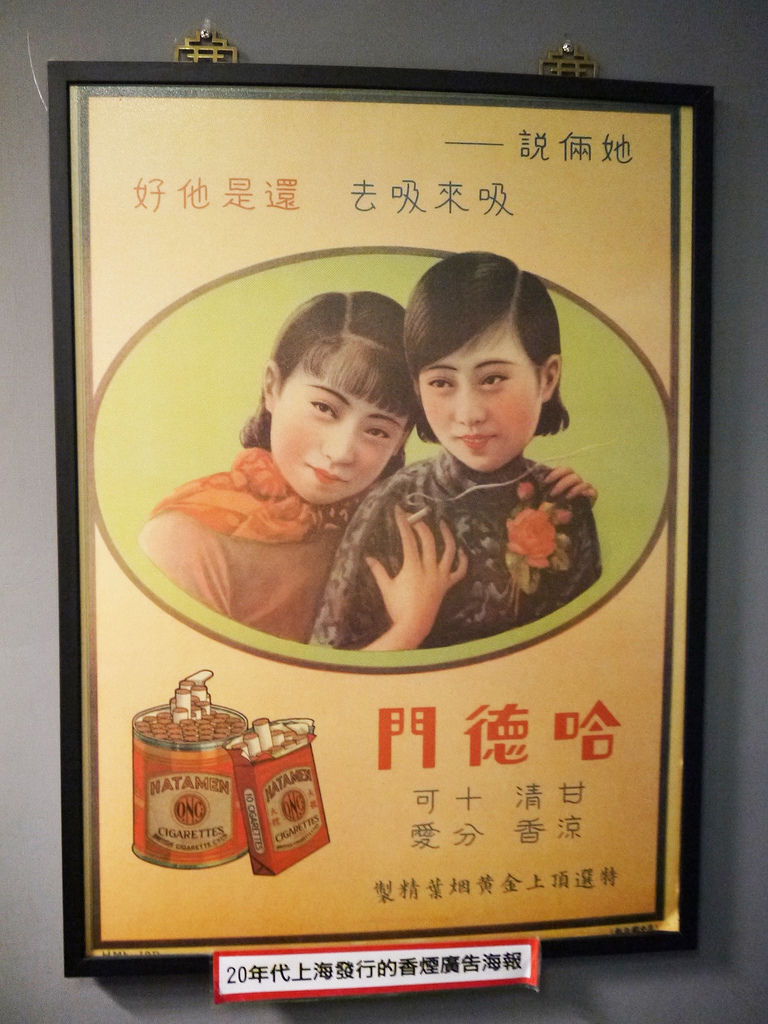 她倆說——
吸來吸去 還是他好
哈德門
甘涼
清香
十分
可愛
特選頂上金黃烟葉精製
HATAMEN
ONG
CIGARETTES
10 CIGARETTES
HATAMEN
ONG
CIGARETTES
20年代上海發行的香煙廣告海報